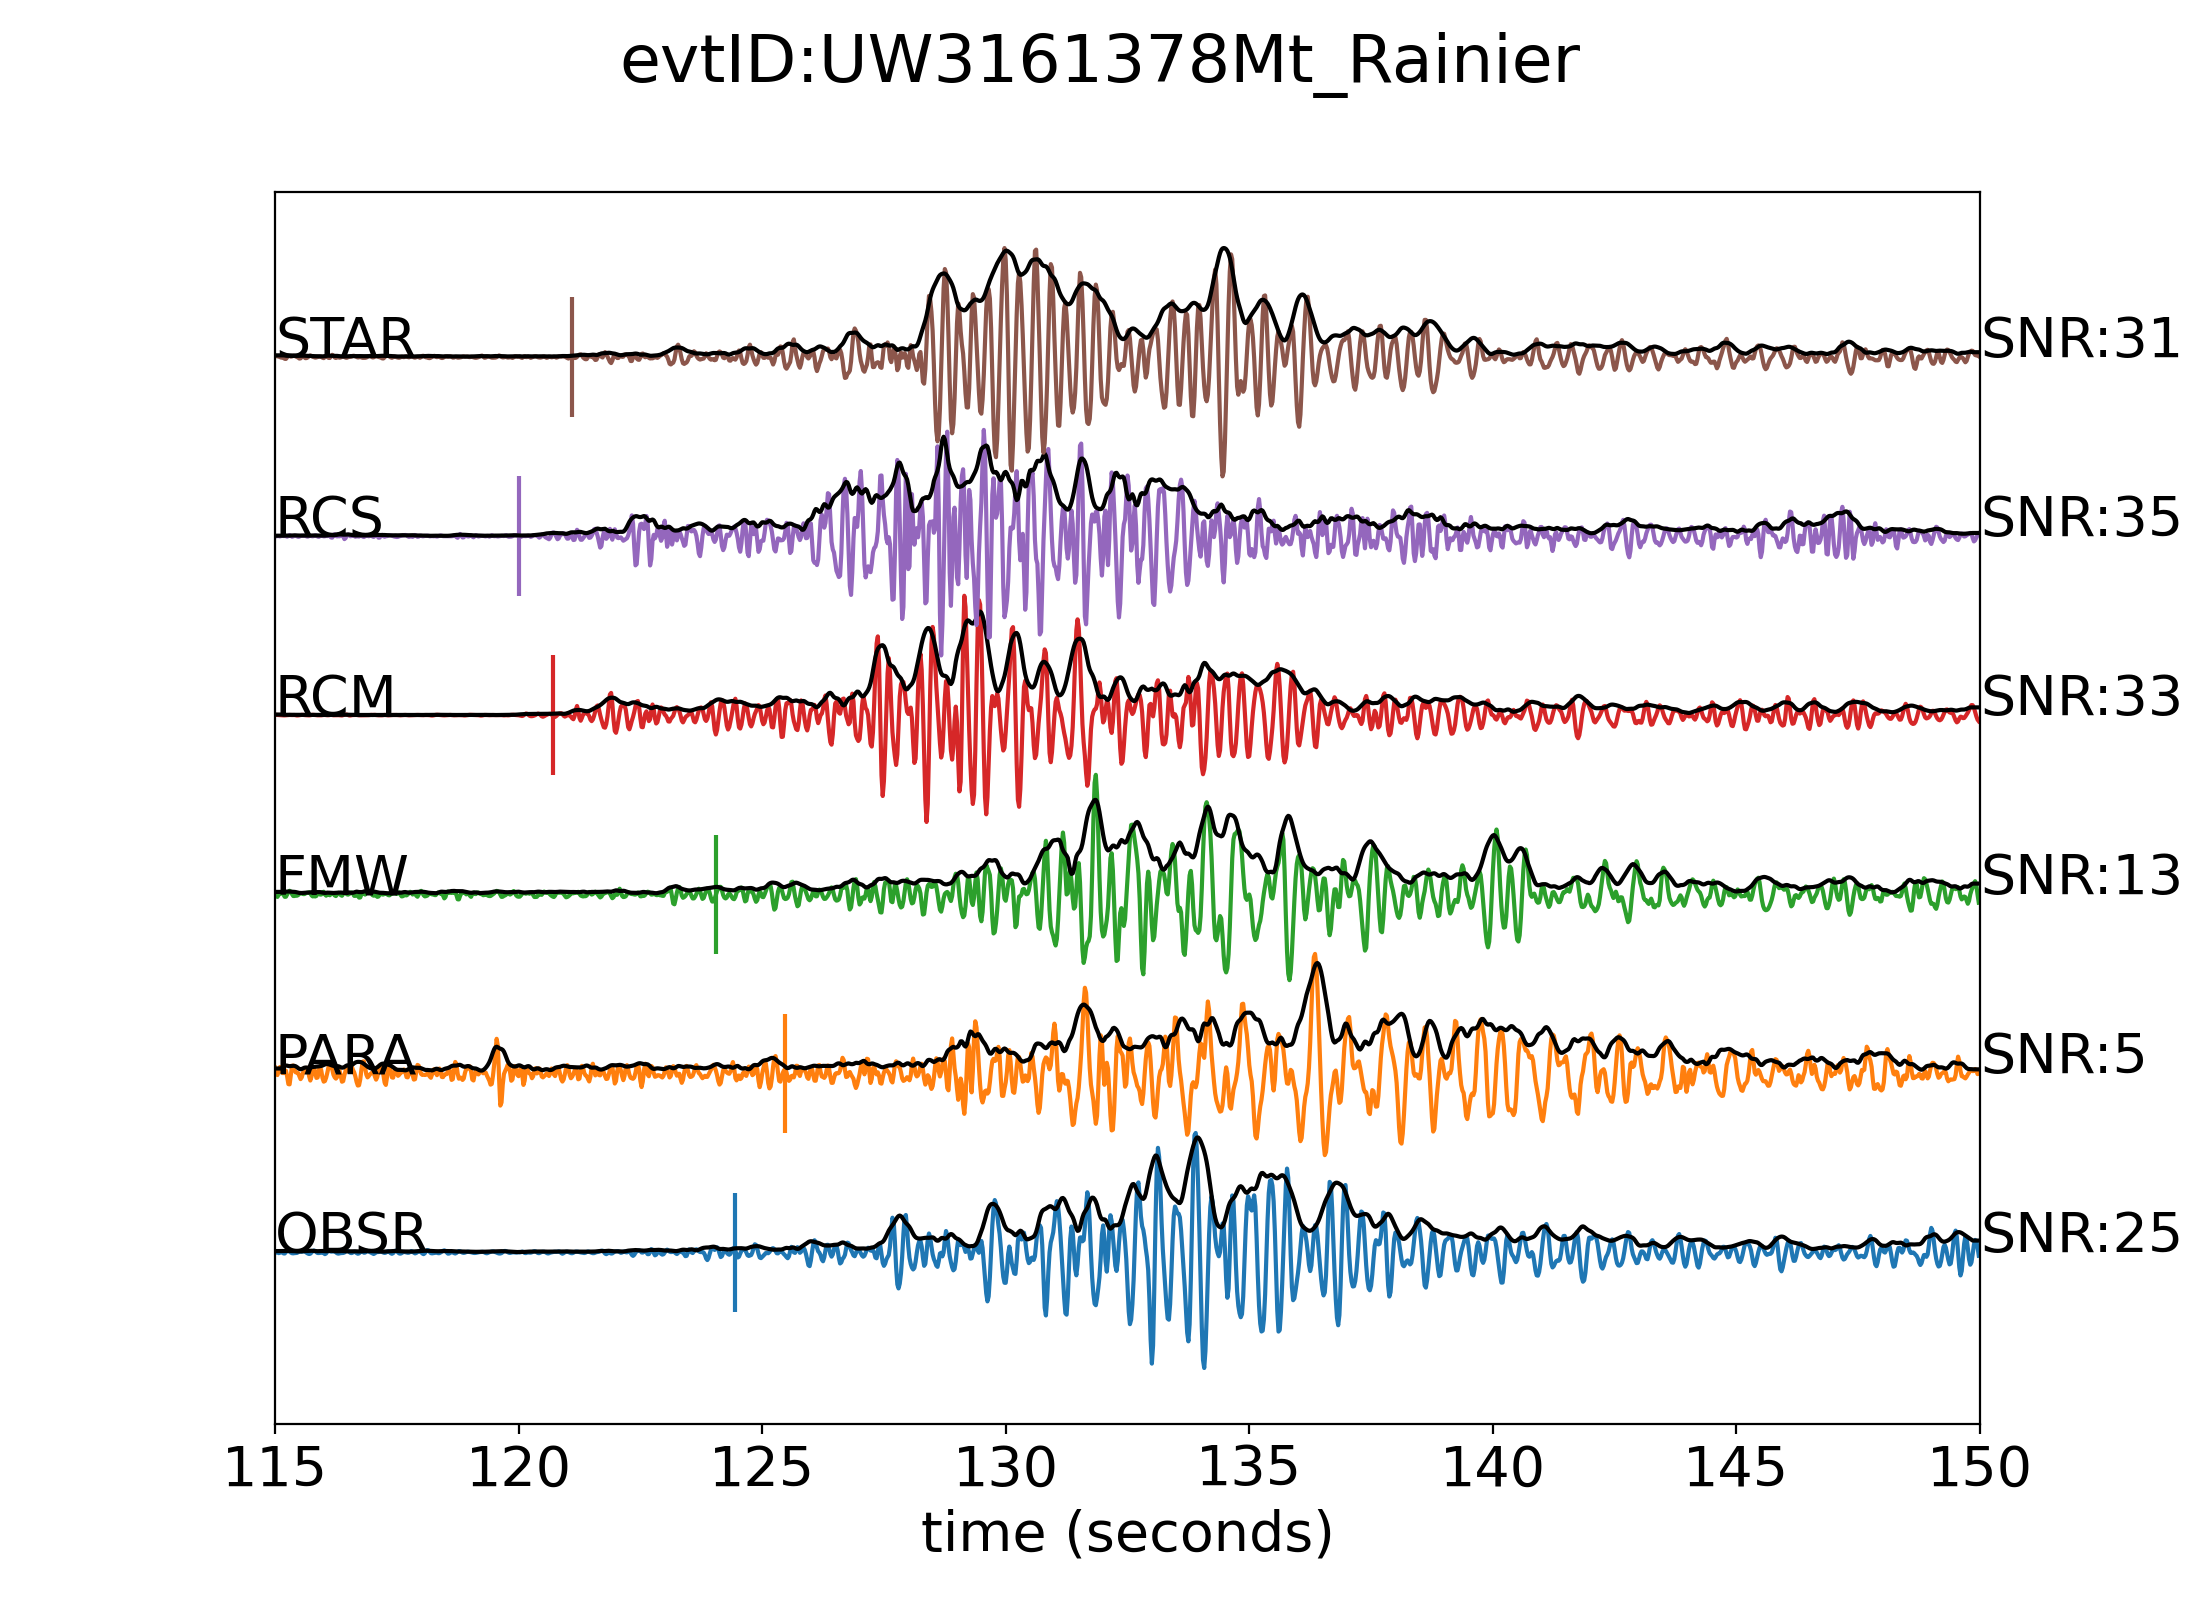 evtID:UW3161378Mt_Rainier
STAR SNR:31
RCS SNR:35
RCM SNR:33
FMW SNR:13
PARA SNR:5
OBSR SNR:25
115 120 125 130 135 140 145 150
time (seconds)